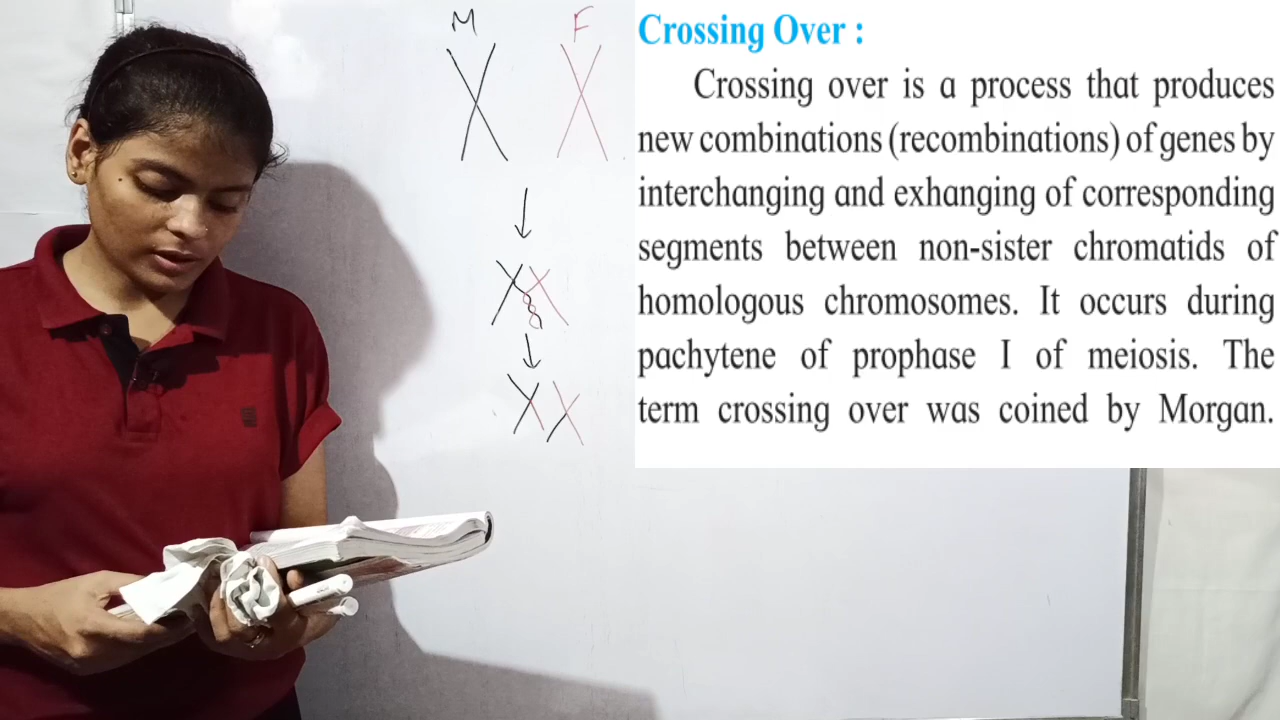 M F
Crossing Over :
Crossing over is a process that produces
new combinations (recombinations) of genes by
interchanging and exhanging of corresponding
segments between non-sister chromatids of
homologous chromosomes. It occurs during
pachytene of prophase I of meiosis. The
term crossing over was coined by Morgan.